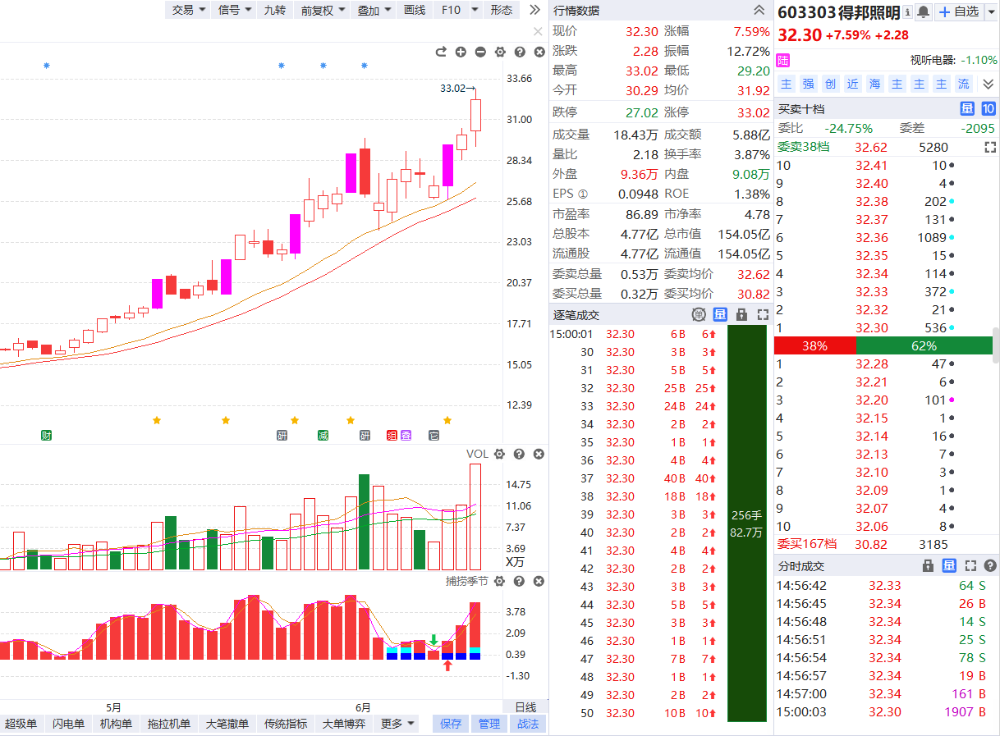 交易 信号 九转 前复权 叠加 画线 F10 形态
33.02→
33.66
31.00
28.34
25.68
23.03
20.37
17.71
15.05
12.39
财 研 减 研 组 查 它
VOL
14.75
11.06
7.37
3.69
X万
捕捞季节
3.78
2.09
0.39
-1.30
5月 6月 日线
超级单 闪电单 机构单 拖拉机单 大笔撤单 传统指标 大单博弈 更多 保存 管理 战法
行情数据
现价 32.30 涨幅 7.59%
涨跌 2.28 振幅 12.72%
最高 33.02 最低 29.20
今开 30.29 均价 31.92
跌停 27.02 涨停 33.02
成交量 18.43万 成交额 5.88亿
量比 2.18 换手率 3.87%
外盘 9.36万 内盘 9.08万
EPS ① 0.0948 ROE 1.38%
市盈率 86.89 市净率 4.78
总股本 4.77亿 总市值 154.05亿
流通股 4.77亿 流通值 154.05亿
委卖总量 0.53万 委卖均价 32.62
委买总量 0.32万 委买均价 30.82
逐笔成交 单 量
15:00:01 32.30 6B 6
30 32.30 3B 3
31 32.30 5B 5
32 32.30 25B 25
33 32.30 24B 24
34 32.30 2B 2
35 32.30 1B 1
36 32.30 4B 4
37 32.30 40B 40
38 32.30 18B 18
39 32.30 3B 3
40 32.30 2B 2
41 32.30 4B 4
42 32.30 2B 2
43 32.30 3B 3
44 32.30 5B 5
45 32.30 3B 3
46 32.30 1B 1
47 32.30 7B 7
48 32.30 1B 1
49 32.30 2B 2
50 32.30 10B 10
256手
82.7万
603303得邦照明 i +自选
32.30 +7.59% +2.28
陆 视听电器: -1.10%
主 强 创 近 海 主 主 主 流
买卖十档 量 10
委比 -24.75% 委差 -2095
委卖38档 32.62 5280
10 32.41 10
9 32.40 4
8 32.38 202
7 32.37 131
6 32.36 1089
5 32.35 15
4 32.34 114
3 32.33 372
2 32.32 21
1 32.30 536
38% 62%
1 32.28 47
2 32.21 6
3 32.20 101
4 32.15 1
5 32.14 16
6 32.13 7
7 32.10 3
8 32.09 1
9 32.07 4
10 32.06 8
委买167档 30.82 3185
分时成交 量
14:56:42 32.33 64 S
14:56:45 32.34 26 B
14:56:48 32.34 14 S
14:56:51 32.34 25 S
14:56:54 32.34 78 S
14:56:57 32.34 19 B
14:57:00 32.34 161 B
15:00:03 32.30 1907 B